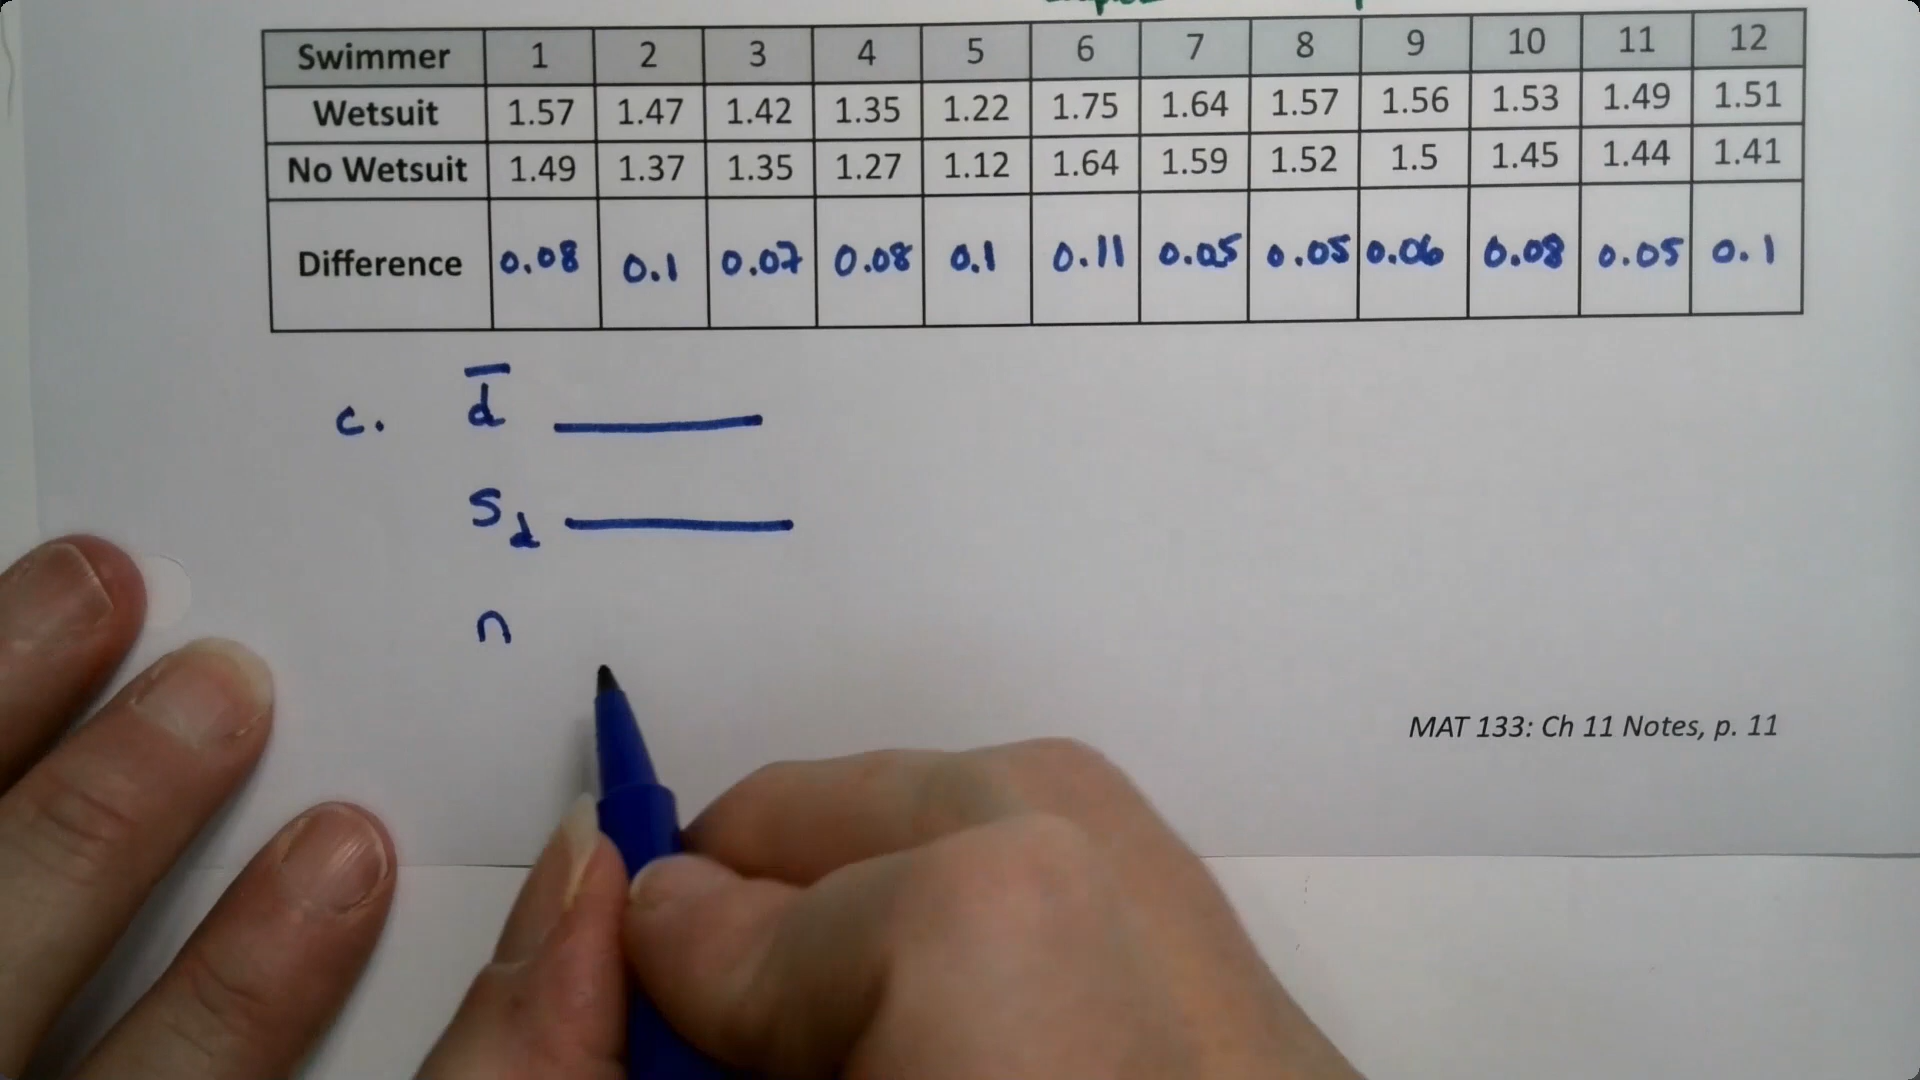 Swimmer 1 2 3 4 5 6 7 8 9 10 11 12
Wetsuit 1.57 1.47 1.42 1.35 1.22 1.75 1.64 1.57 1.56 1.53 1.49 1.51
No Wetsuit 1.49 1.37 1.35 1.27 1.12 1.64 1.59 1.52 1.5 1.45 1.44 1.41
Difference 0.08 0.1 0.07 0.08 0.1 0.11 0.05 0.05 0.06 0.08 0.05 0.1
c. d̄ ____
s_d ____
n
MAT 133: Ch 11 Notes, p. 11